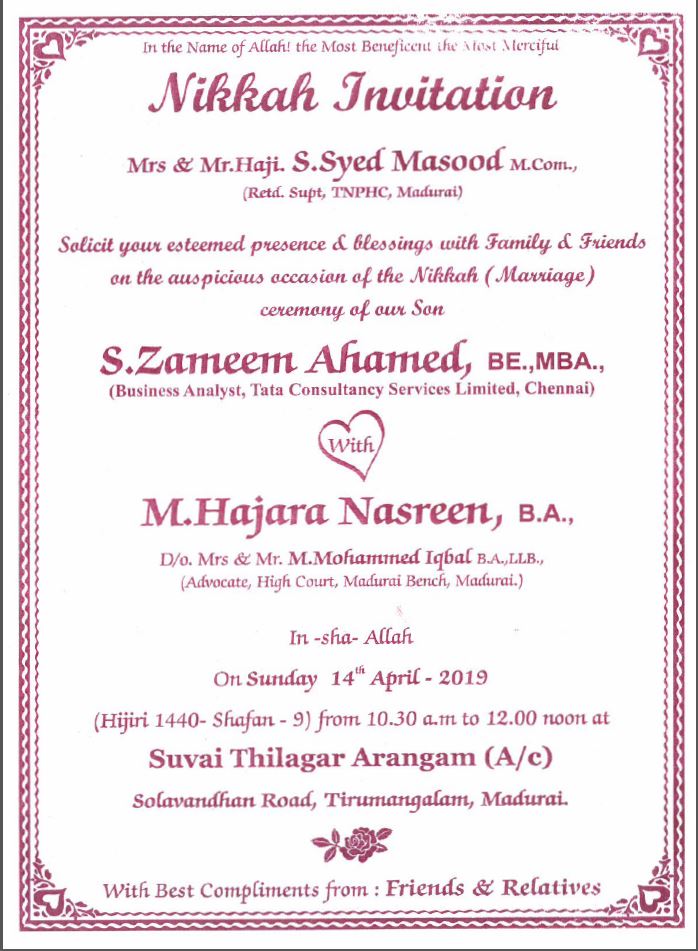 In the Name of Allah! the Most Beneficent the Most Merciful
Nikkah Invitation
Mrs & Mr.Haji. S.Syed Masood M.Com.,
(Retd. Supt, TNPHC, Madurai)
Solicit your esteemed presence & blessings with Family & Friends
on the auspicious occasion of the Nikkah (Marriage)
ceremony of our Son
S.Zameem Ahamed, BE.,MBA.,
(Business Analyst, Tata Consultancy Services Limited, Chennai)
With
M.Hajara Nasreen, B.A.,
D/o. Mrs & Mr. M.Mohammed Iqbal B.A.,LLB.,
(Advocate, High Court, Madurai Bench, Madurai.)
In -sha- Allah
On Sunday 14th April - 2019
(Hijiri 1440- Shafan - 9) from 10.30 a.m to 12.00 noon at
Suvai Thilagar Arangam (A/c)
Solavandhan Road, Tirumangalam, Madurai.
With Best Compliments from : Friends & Relatives